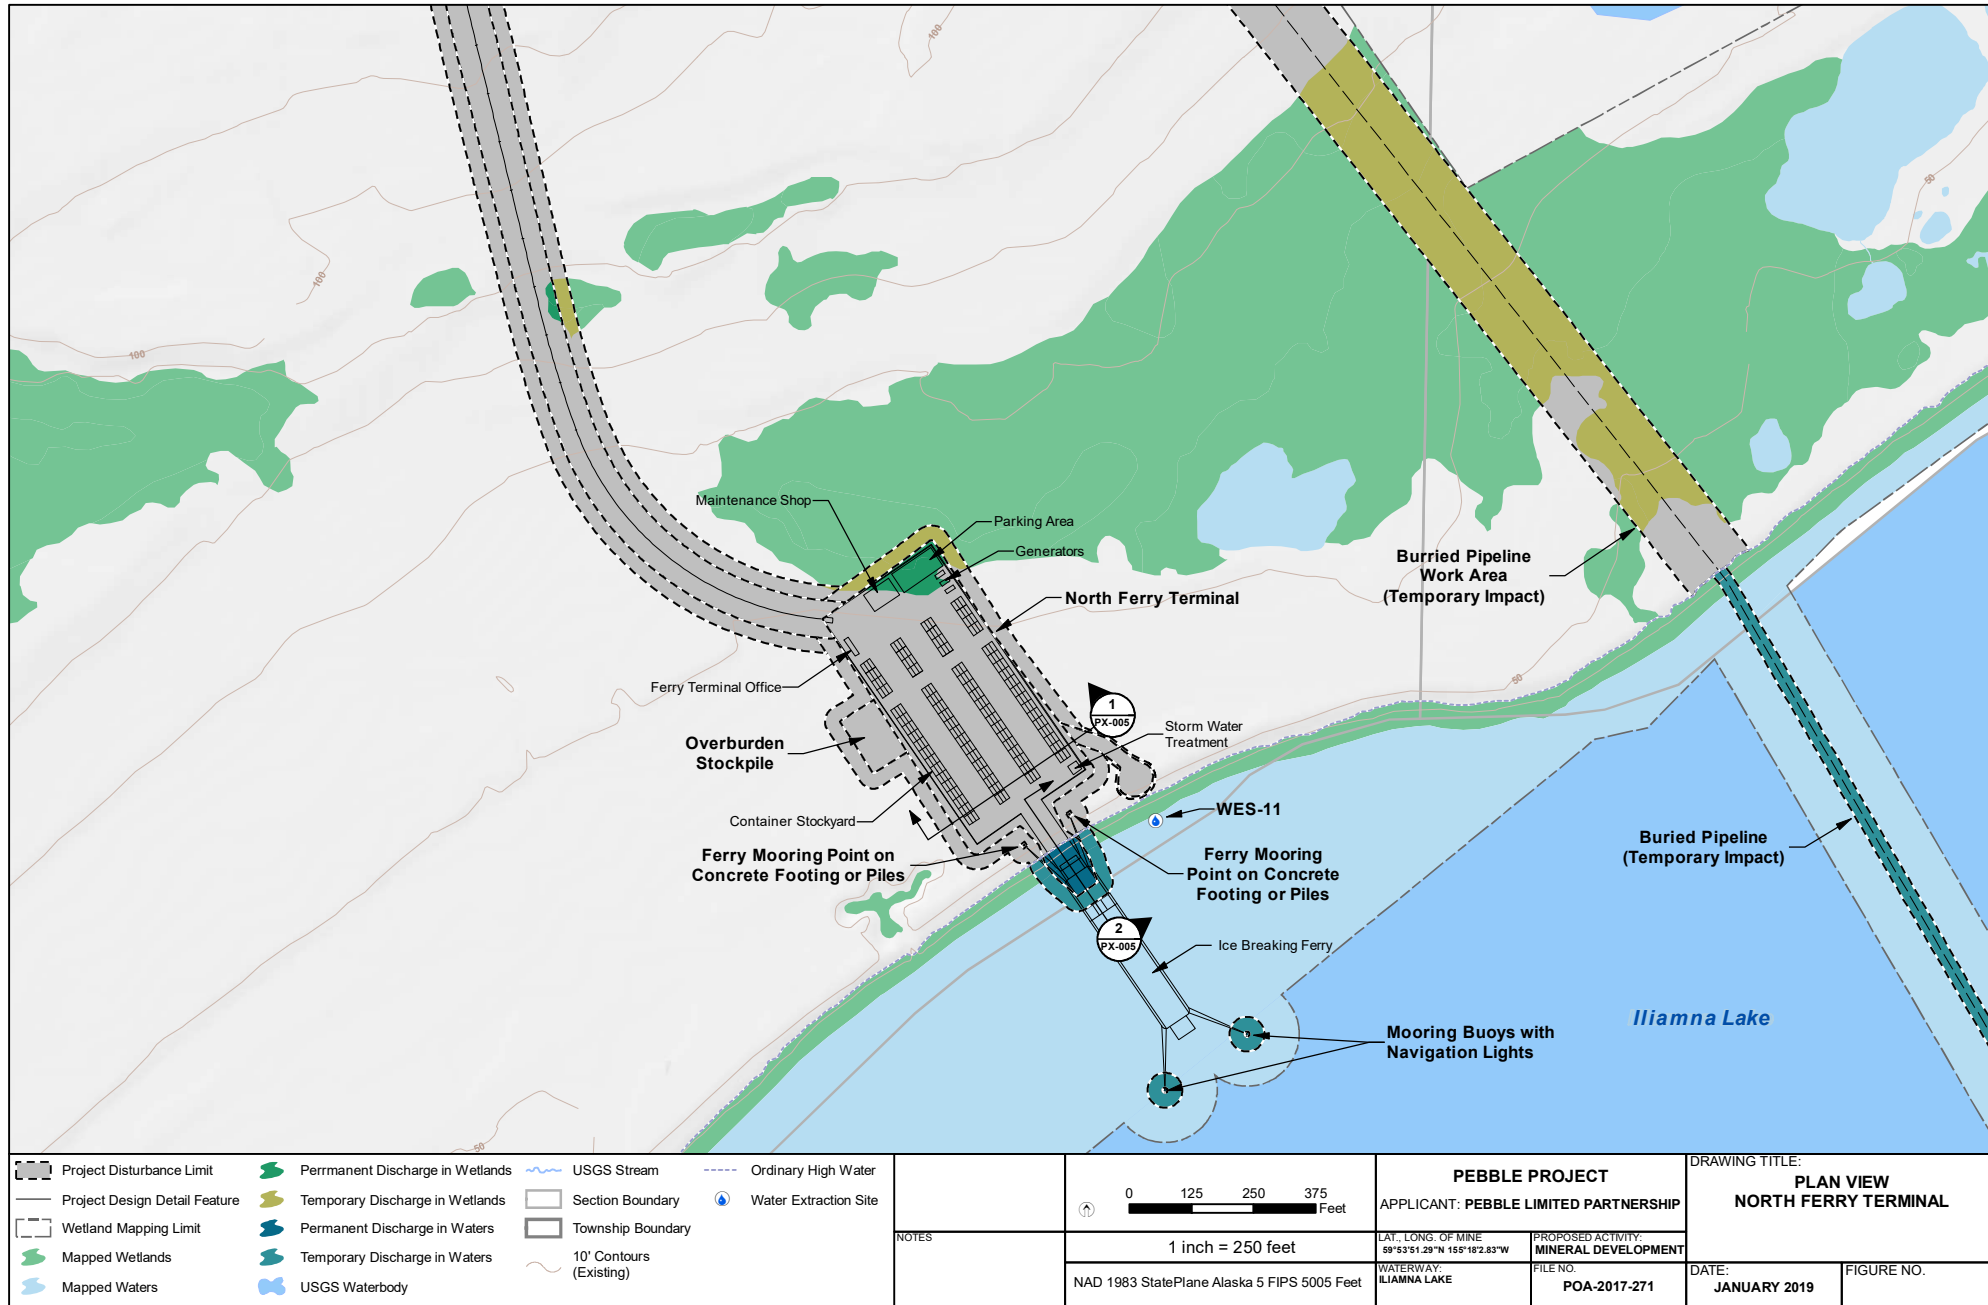 100
100
100
100
50
50
50
Maintenance Shop
Parking Area
Generators
North Ferry Terminal
Burried Pipeline
Work Area
(Temporary Impact)
Ferry Terminal Office
1
PX-005
Storm Water
Treatment
Overburden
Stockpile
Container Stockyard
WES-11
Ferry Mooring Point on
Concrete Footing or Piles
Ferry Mooring
Point on Concrete
Footing or Piles
Buried Pipeline
(Temporary Impact)
2
PX-005
Ice Breaking Ferry
Iliamna Lake
Mooring Buoys with
Navigation Lights
Project Disturbance Limit
Project Design Detail Feature
Wetland Mapping Limit
Mapped Wetlands
Mapped Waters
Perrmanent Discharge in Wetlands
Temporary Discharge in Wetlands
Permanent Discharge in Waters
Temporary Discharge in Waters
USGS Waterbody
USGS Stream
Section Boundary
Township Boundary
10' Contours
(Existing)
Ordinary High Water
Water Extraction Site
NOTES
0 125 250 375
Feet
1 inch = 250 feet
NAD 1983 StatePlane Alaska 5 FIPS 5005 Feet
PEBBLE PROJECT
APPLICANT: PEBBLE LIMITED PARTNERSHIP
LAT., LONG. OF MINE
59°53'51.29"N 155°18'2.83"W
PROPOSED ACTIVITY:
MINERAL DEVELOPMENT
WATERWAY:
ILIAMNA LAKE
FILE NO.
POA-2017-271
DRAWING TITLE:
PLAN VIEW
NORTH FERRY TERMINAL
DATE:
JANUARY 2019
FIGURE NO.